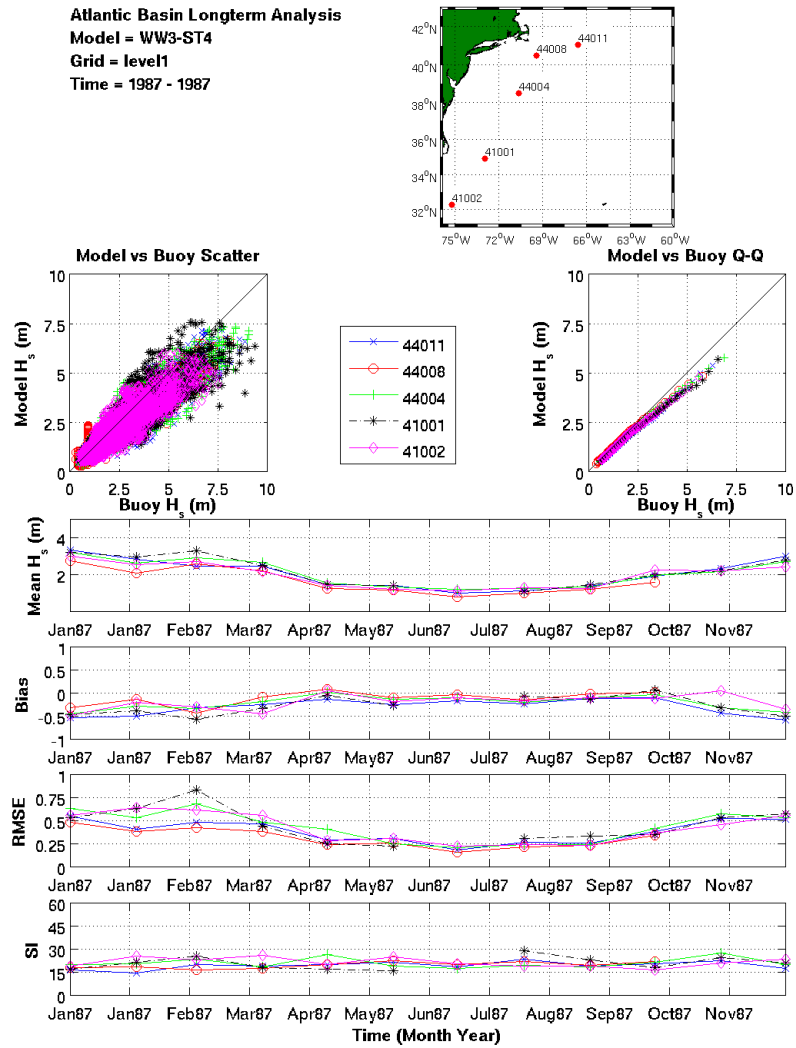 Atlantic Basin Longterm Analysis
Model = WW3-ST4
Grid = level1
Time = 1987 - 1987
42°N
40°N
38°N
36°N
34°N
32°N
44011
44008
44004
41001
41002
75°W 72°W 69°W 66°W 63°W 60°W
Model vs Buoy Scatter
10
7.5
5
2.5
0
Model Hs (m)
0 2.5 5 7.5 10
Buoy Hs (m)
44011
44008
44004
41001
41002
Model vs Buoy Q-Q
10
7.5
5
2.5
0
Model Hs (m)
0 2.5 5 7.5 10
Buoy Hs (m)
Mean Hs (m)
4
2
Jan87 Jan87 Feb87 Mar87 Apr87 May87 Jun87 Jul87 Aug87 Sep87 Oct87 Nov87
Bias
1
0.5
0
-0.5
-1
Jan87 Jan87 Feb87 Mar87 Apr87 May87 Jun87 Jul87 Aug87 Sep87 Oct87 Nov87
RMSE
1
0.75
0.5
0.25
0
Jan87 Jan87 Feb87 Mar87 Apr87 May87 Jun87 Jul87 Aug87 Sep87 Oct87 Nov87
SI
60
45
30
15
0
Jan87 Jan87 Feb87 Mar87 Apr87 May87 Jun87 Jul87 Aug87 Sep87 Oct87 Nov87
Time (Month Year)